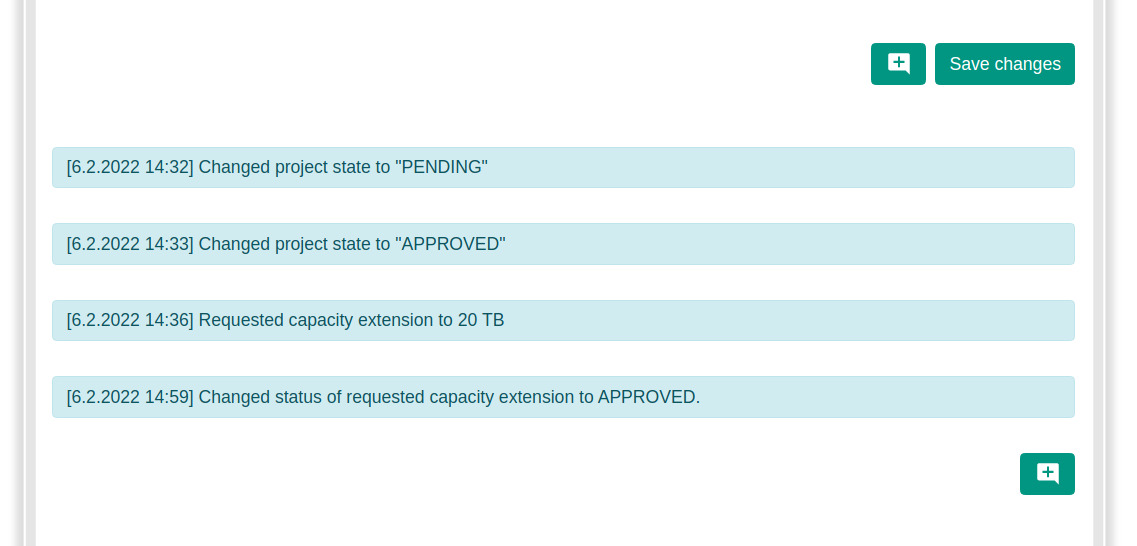 Save changes
[6.2.2022 14:32] Changed project state to "PENDING"
[6.2.2022 14:33] Changed project state to "APPROVED"
[6.2.2022 14:36] Requested capacity extension to 20 TB
[6.2.2022 14:59] Changed status of requested capacity extension to APPROVED.